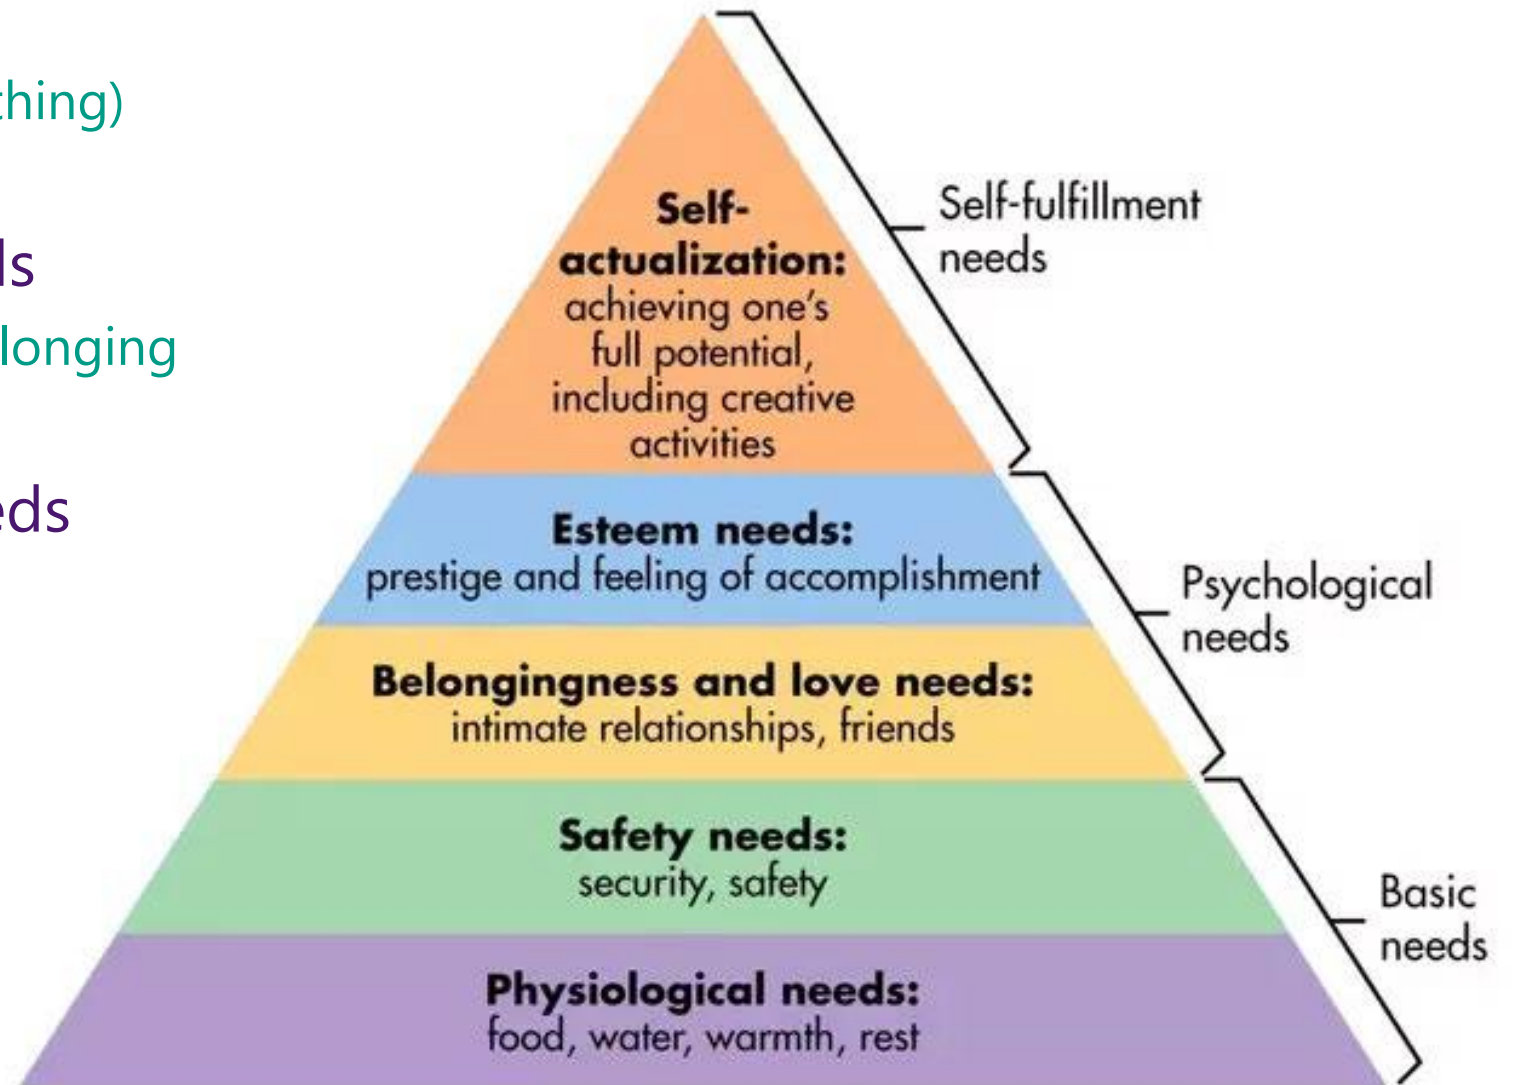 thing)
ds
longing
eds
Self-
actualization:
achieving one's
full potential,
including creative
activities
Esteem needs:
prestige and feeling of accomplishment
Belongingness and love needs:
intimate relationships, friends
Safety needs:
security, safety
Physiological needs:
food, water, warmth, rest
Self-fulfillment
needs
Psychological
needs
Basic
needs